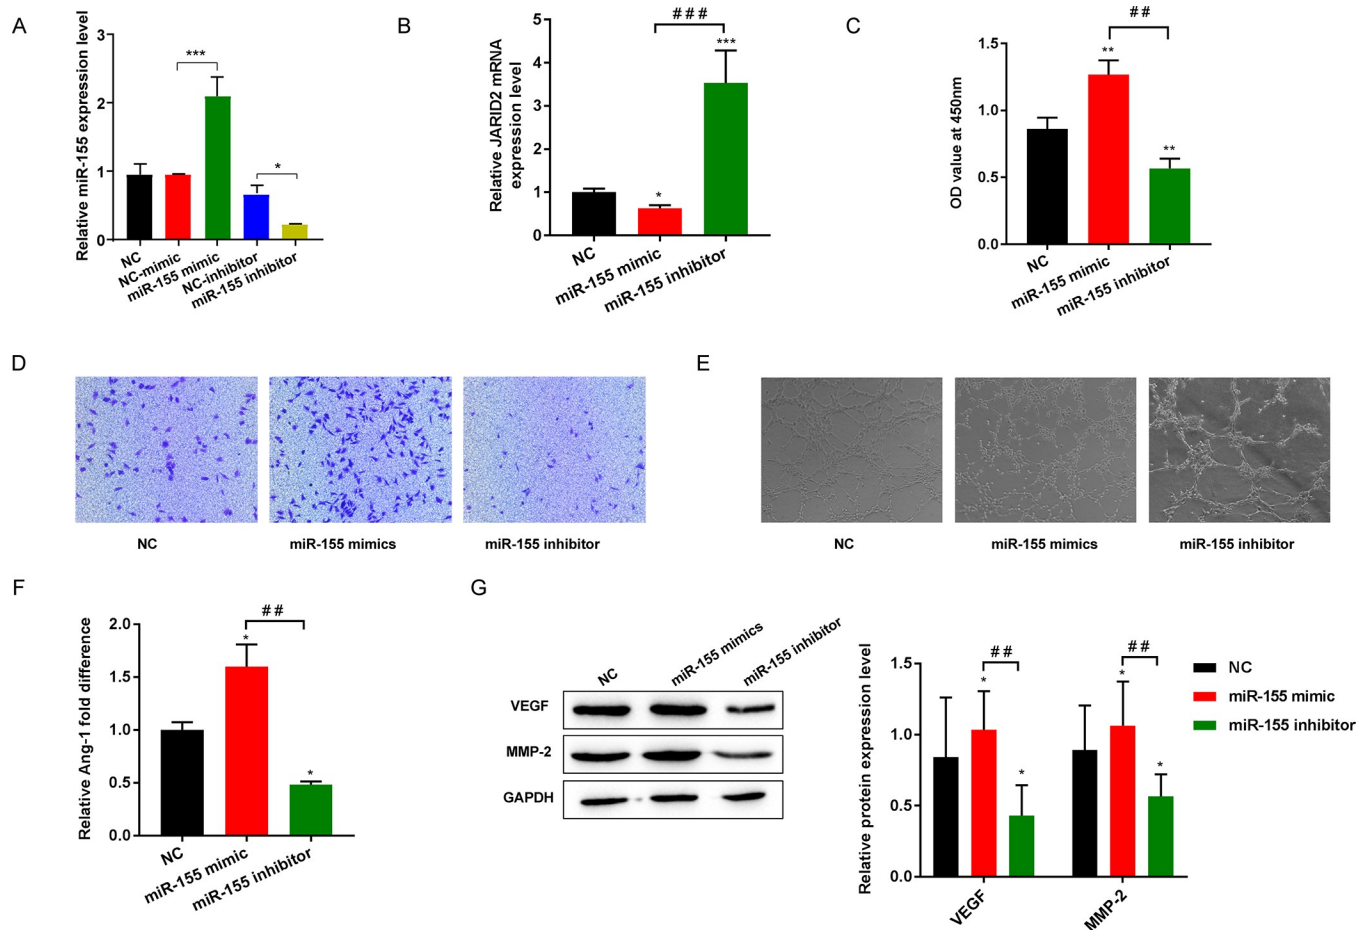 A
Relative miR-155 expression level
3
2
1
0
***
*
NC
NC-mimic
miR-155 mimic
NC-inhibitor
miR-155 inhibitor
B
Relative JARID2 mRNA
expression level
5
4
3
2
1
0
###
***
*
NC
miR-155 mimic
miR-155 inhibitor
C
OD value at 450nm
1.5
1.0
0.5
0.0
##
**
**
NC
miR-155 mimic
miR-155 inhibitor
D
NC
miR-155 mimics
miR-155 inhibitor
E
NC
miR-155 mimics
miR-155 inhibitor
F
Relative Ang-1 fold difference
2.0
1.5
1.0
0.5
0.0
##
*
*
NC
miR-155 mimic
miR-155 inhibitor
G
NC
miR-155 mimics
miR-155 inhibitor
VEGF
MMP-2
GAPDH
Relative protein expression level
1.5
1.0
0.5
0.0
##
*
*
##
*
*
VEGF
MMP-2
NC
miR-155 mimic
miR-155 inhibitor